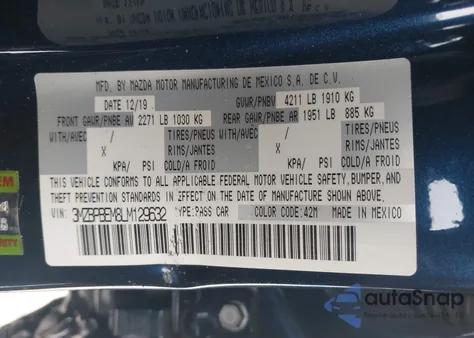 MFD. BY MAZDA MOTOR MANUFACTURING DE MEXICO S.A. DE C.V.
DATE 12/19 GVWR/PNBV 4211 LB 1910 KG
FRONT GAWR/PNBE AV 2271 LB 1030 KG REAR GAWR/PNBE AR 1951 LB 885 KG
WITH/AVEC / TIRES/PNEUS WITH/AVEC / TIRES/PNEUS
X RIMS/JANTES X RIMS/JANTES
KPA/ PSI COLD/A FROID KPA/ PSI COLD/A FROID
THIS VEHICLE CONFORMS TO ALL APPLICABLE FEDERAL MOTOR VEHICLE SAFETY, BUMPER, AND
THEFT PREVENTION STANDARDS IN EFFECT ON THE DATE OF MANUFACTURE SHOWN ABOVE.
VIN: 3MZBPBEM8LM129632 TYPE:PASS CAR COLOR CODE:42M MADE IN MEXICO
autoSnap